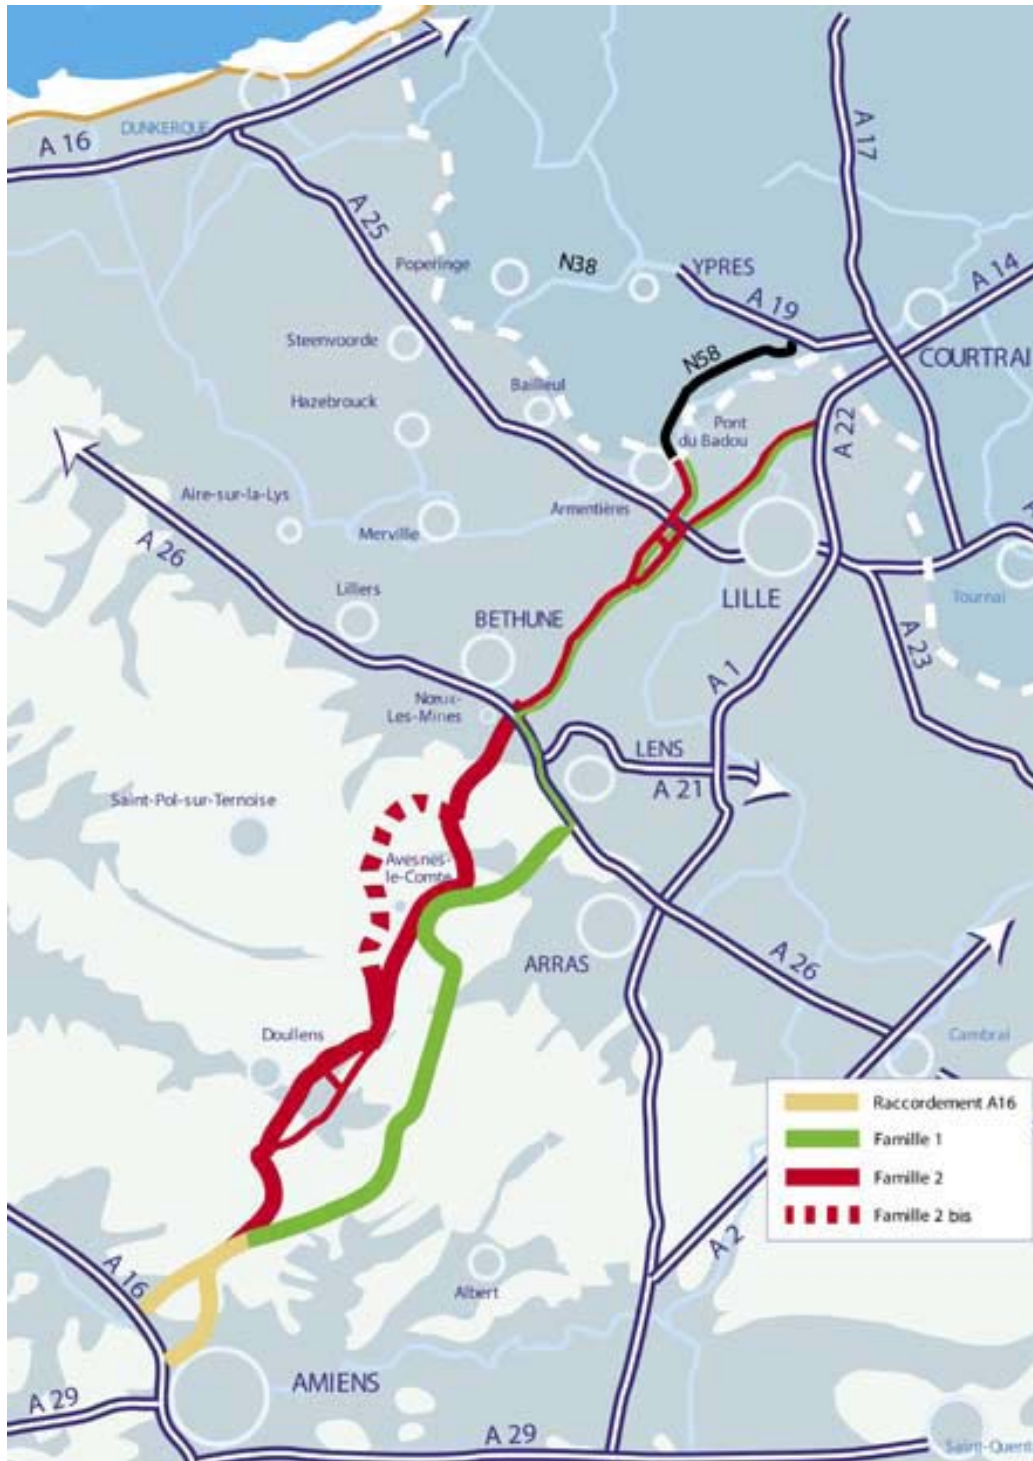 DUNKERQUE
A 16
A 17
A 25
Poperinge
N38
YPRES
A 14
A 19
Steenvoorde
N58
COURTRAI
Bailleul
Hazebrouck
Pont
du Badou
A 22
Aire-sur-la-Lys
Armentières
A 26
Merville
Lillers
LILLE
Tournai
BETHUNE
A 23
A 1
Nœux-
Les-Mines
LENS
A 21
Saint-Pol-sur-Ternoise
Avesnes-
le-Comte
ARRAS
A 26
Doullens
Cambrai
Raccordement A16
Famille 1
Famille 2
Famille 2 bis
A 2
A 16
Albert
AMIENS
A 29
A 29
Saint-Quent